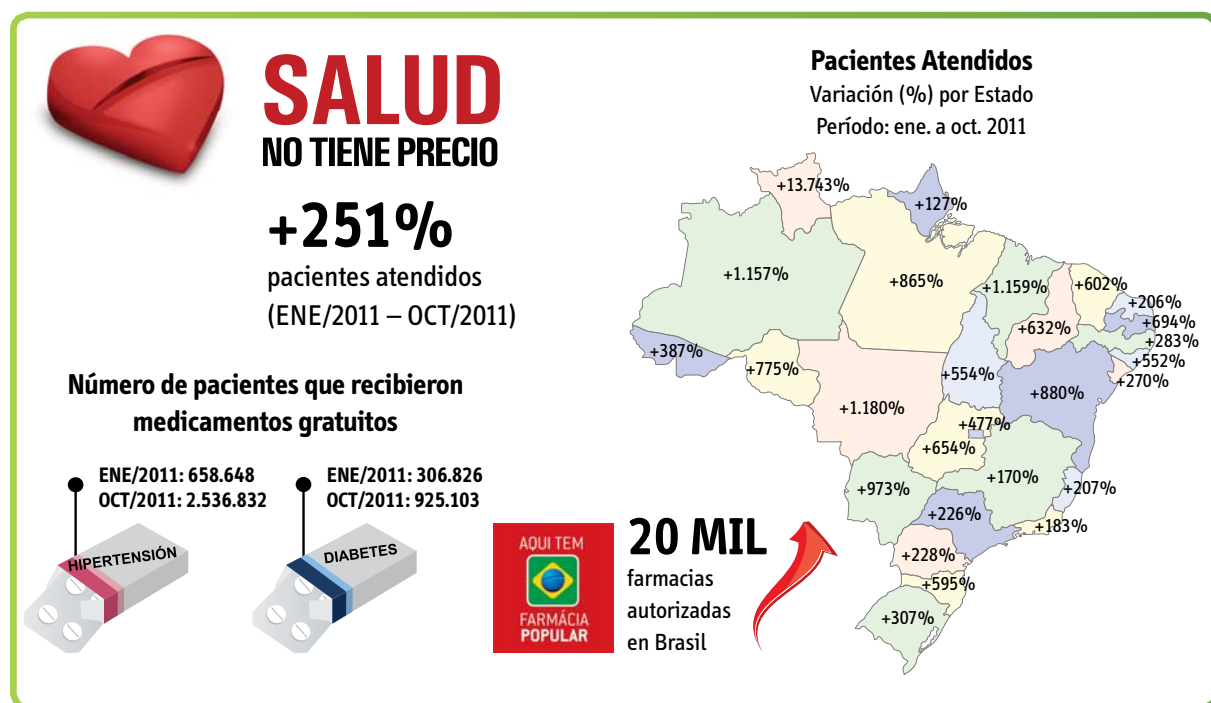 SALUD
NO TIENE PRECIO
+251%
pacientes atendidos
(ENE/2011 – OCT/2011)
Número de pacientes que recibieron
medicamentos gratuitos
ENE/2011: 658.648
OCT/2011: 2.536.832
HIPERTENSIÓN
ENE/2011: 306.826
OCT/2011: 925.103
DIABETES
AQUI TEM
FARMÁCIA
POPULAR
20 MIL
farmacias
autorizadas
en Brasil
Pacientes Atendidos
Variación (%) por Estado
Período: ene. a oct. 2011
+13.743%
+127%
+1.157%
+865%
+1.159%
+602%
+206%
+632%
+694%
+283%
+387%
+775%
+554%
+552%
+270%
+880%
+1.180%
+477%
+654%
+973%
+170%
+207%
+226%
+183%
+228%
+595%
+307%